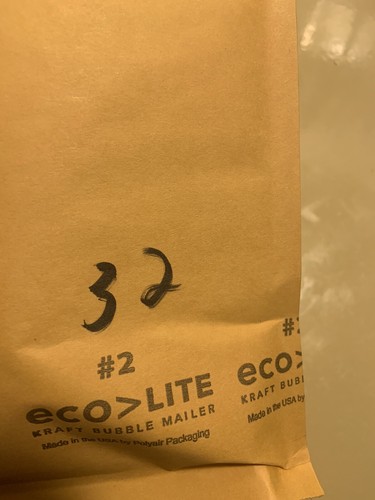 32
#2
eco>LITE
KRAFT BUBBLE MAILER
Made in the USA by Polyair Packaging
#
eco>
KRAFT BUBB
Made in the USA by